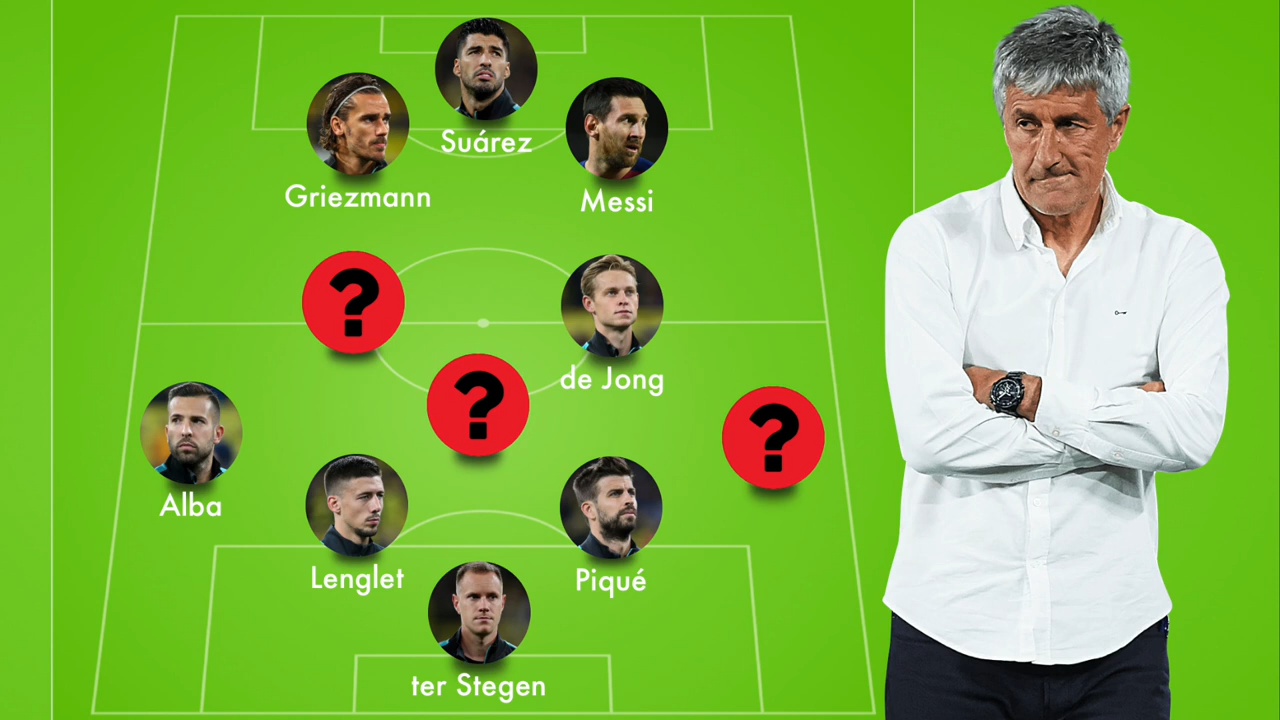 Suárez
Griezmann
Messi
?
de Jong
?
?
Alba
Lenglet
Piqué
ter Stegen